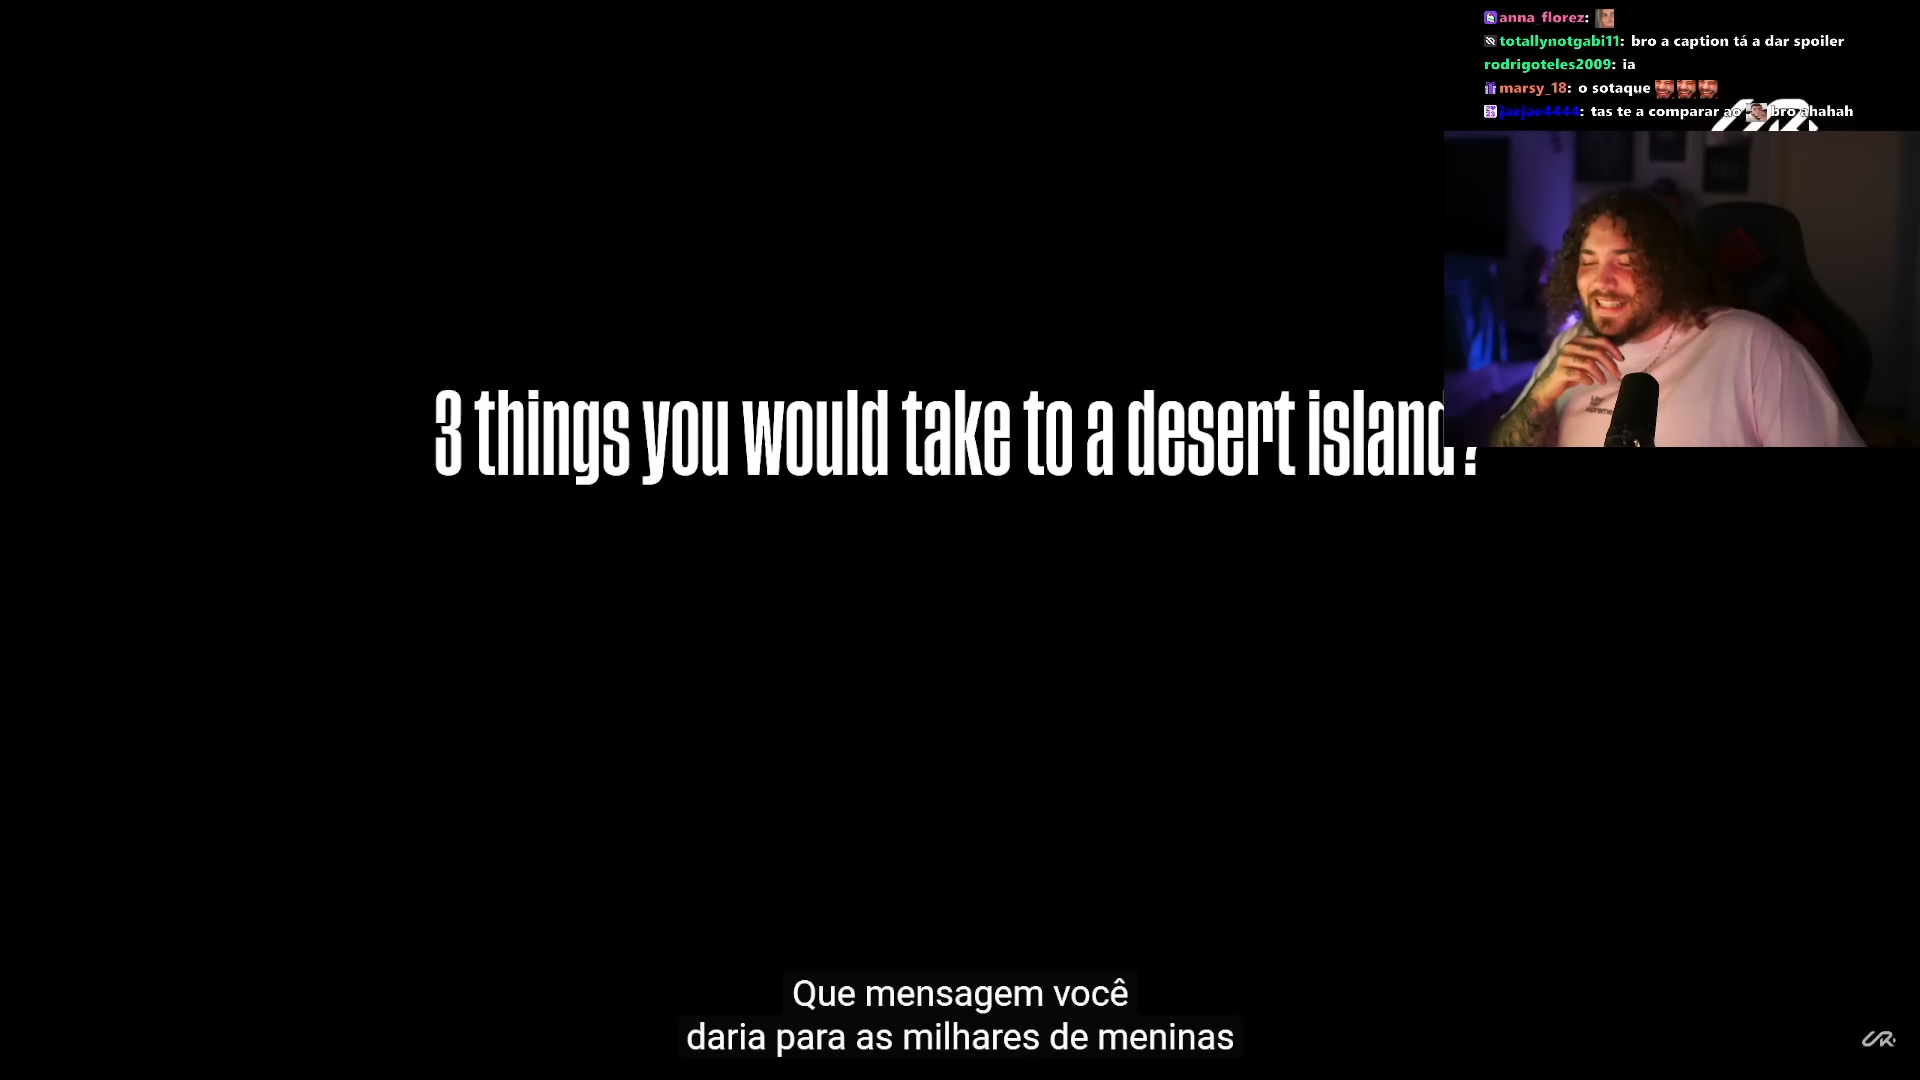 anna_florez:
totallynotgabi11: bro a caption tá a dar spoiler
rodrigoteles2009: ia
marsy_18: o sotaque
jaejae4444: tas te a comparar ao bro ahahah
3 things you would take to a desert island?
Que mensagem você
daria para as milhares de meninas